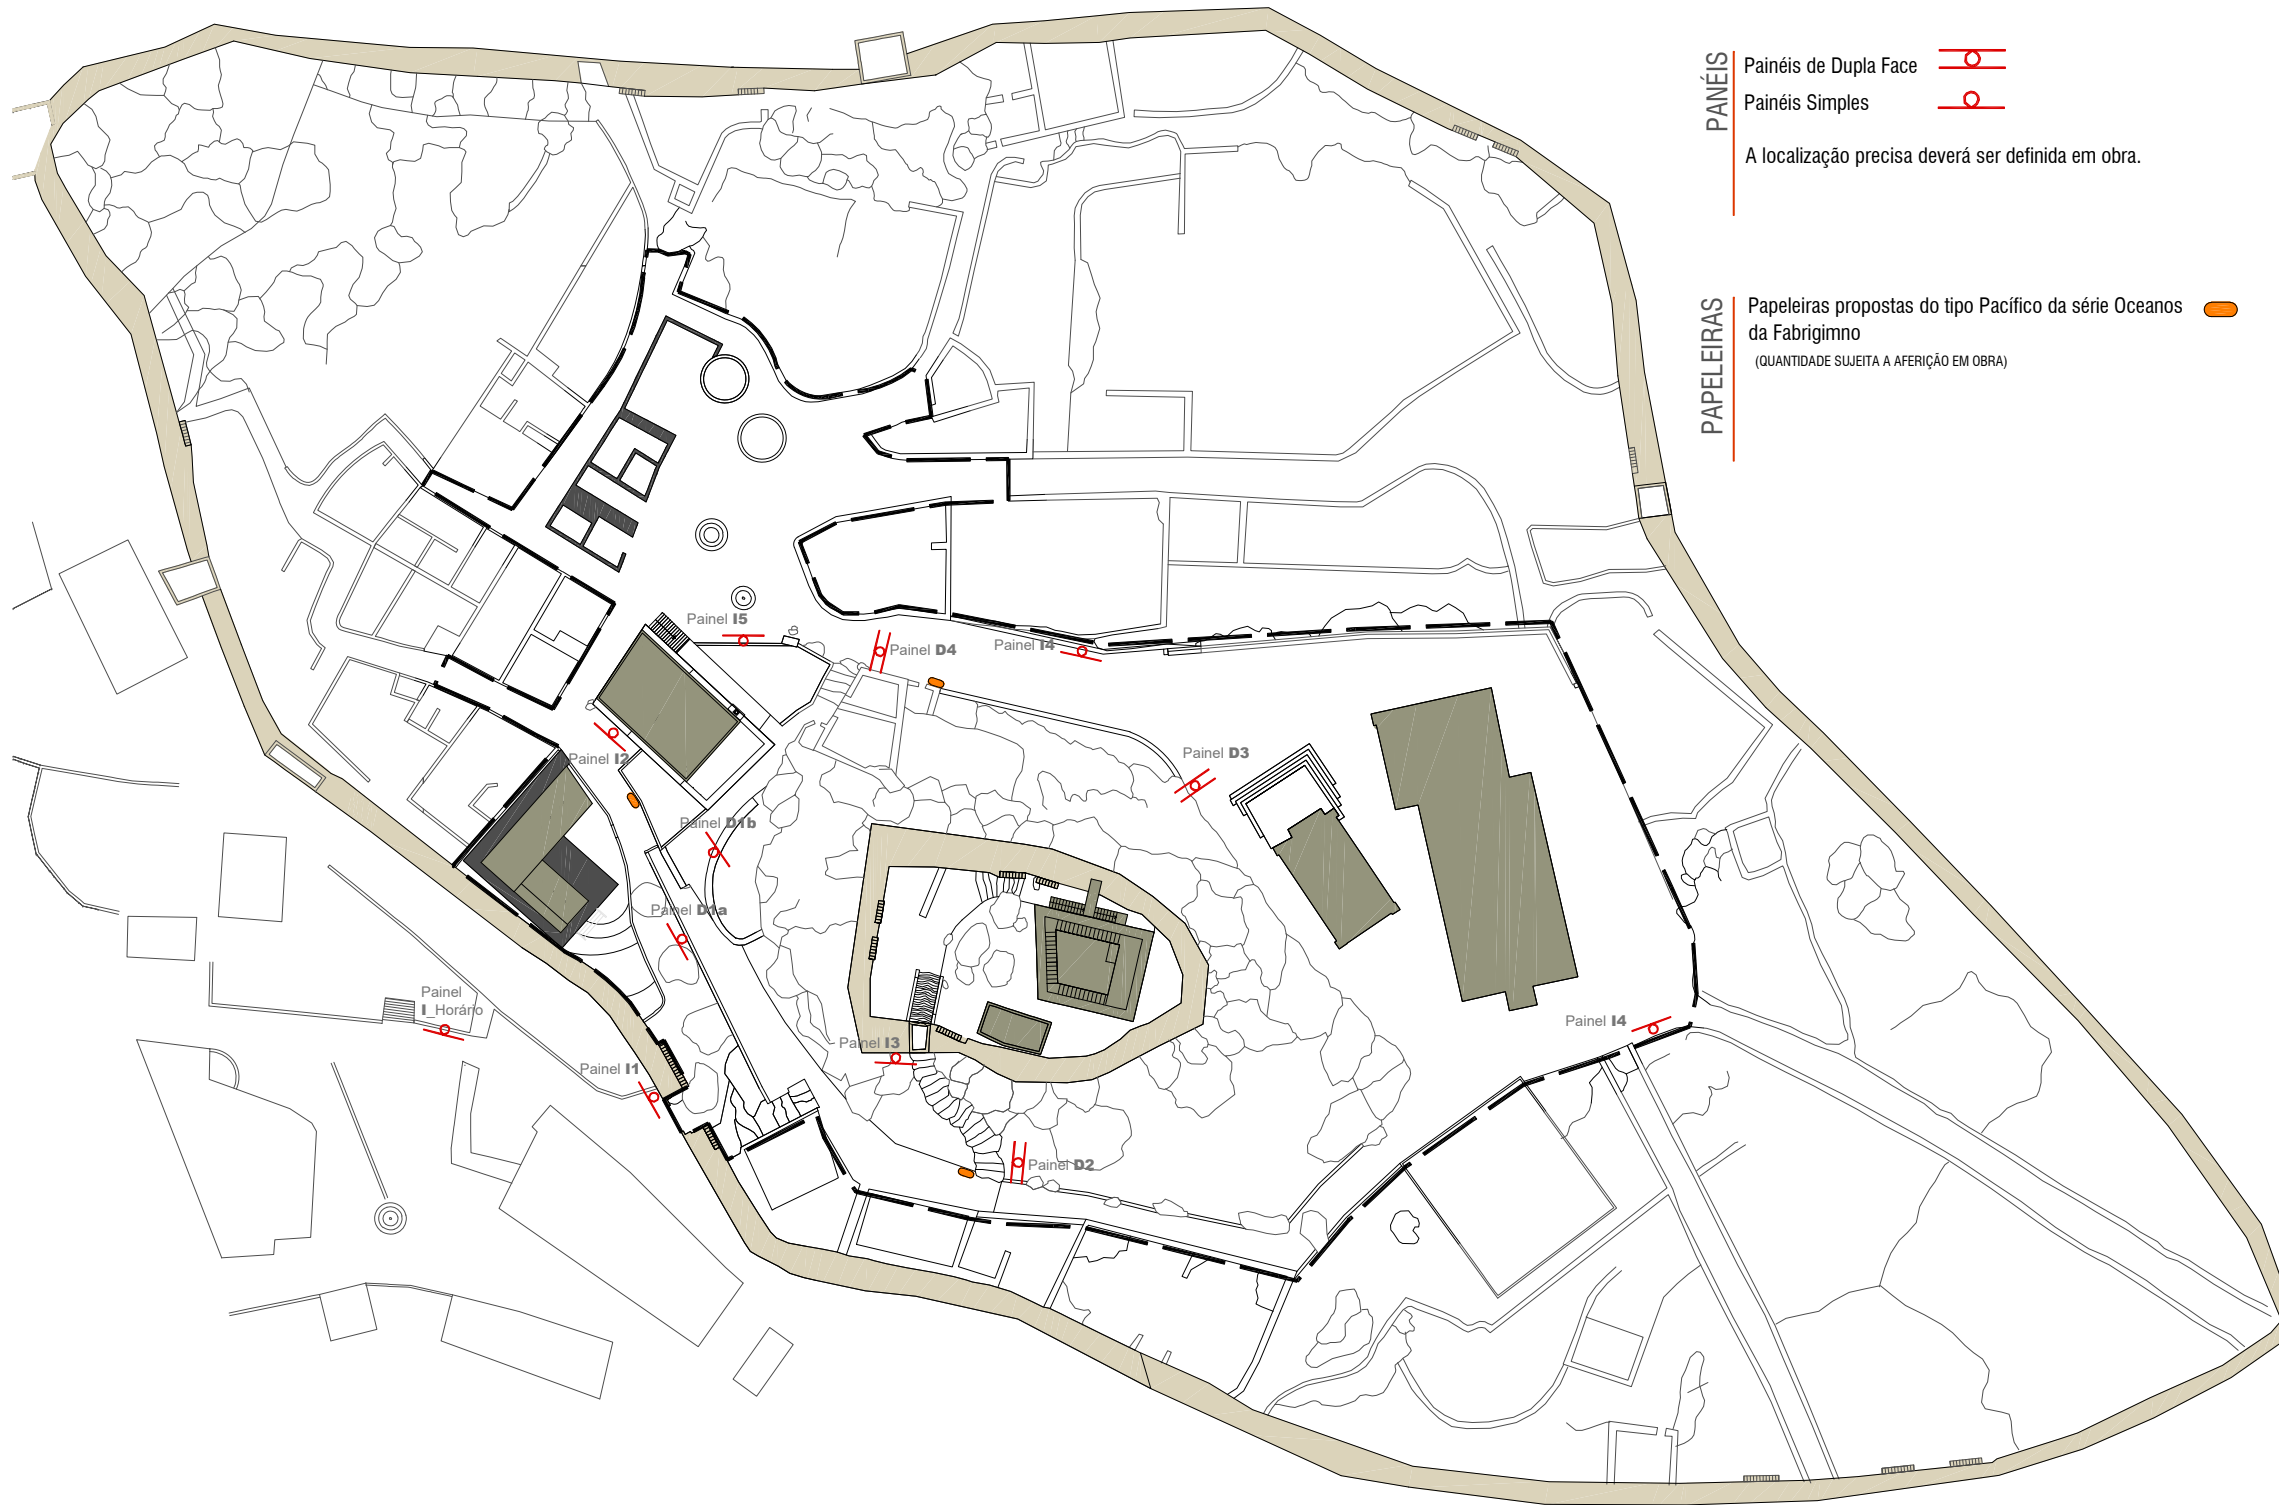 PANÉIS
Painéis de Dupla Face
Painéis Simples
A localização precisa deverá ser definida em obra.
PAPELEIRAS
Papeleiras propostas do tipo Pacífico da série Oceanos
da Fabrigimno
(QUANTIDADE SUJEITA A AFERIÇÃO EM OBRA)
Painel I5
Painel D4
Painel I4
Painel I2
Painel D3
Painel D1b
Painel D1a
Painel
I_Horário
Painel I3
Painel I4
Painel I1
Painel D2